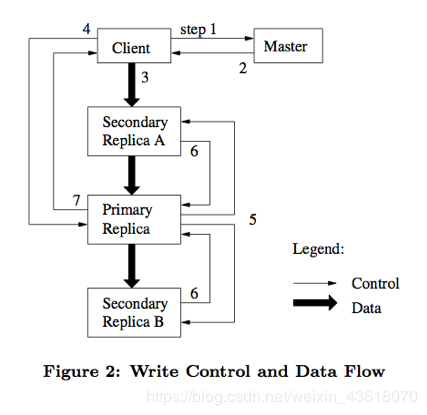 4
step 1
Client
Master
2
3
Secondary
Replica A
6
7
Primary
Replica
5
Legend:
Control
Data
Secondary
Replica B
6
Figure 2: Write Control and Data Flow
https://blog.csdn.net/weixin_43618070